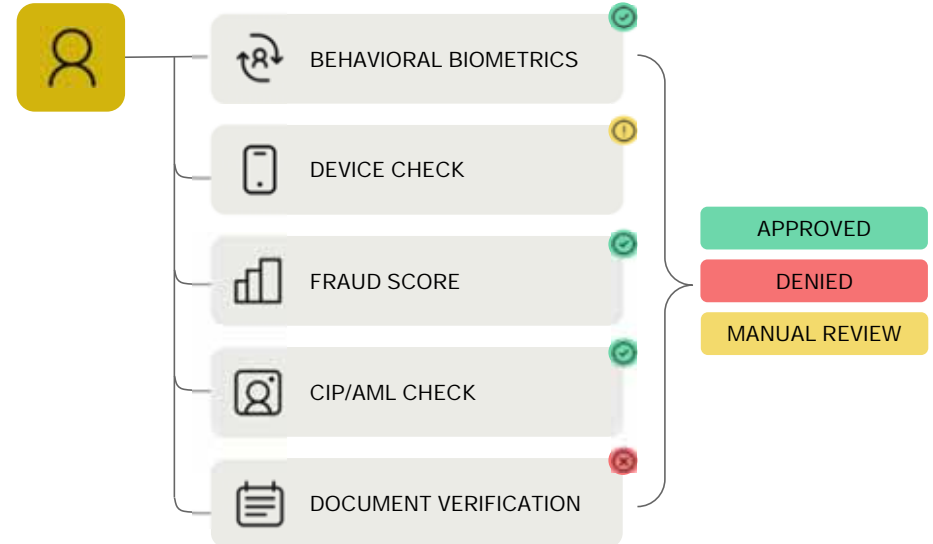 BEHAVIORAL BIOMETRICS
DEVICE CHECK
FRAUD SCORE
CIP/AML CHECK
DOCUMENT VERIFICATION
APPROVED
DENIED
MANUAL REVIEW